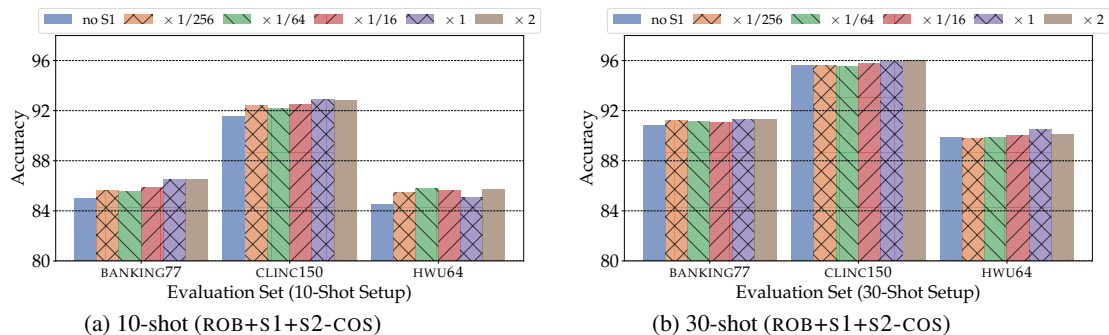 no S1 × 1/256 × 1/64 × 1/16 × 1 × 2
Accuracy
96
92
88
84
80
BANKING77 CLINC150 HWU64
Evaluation Set (10-Shot Setup)
(a) 10-shot (ROB+S1+S2-COS)
no S1 × 1/256 × 1/64 × 1/16 × 1 × 2
Accuracy
96
92
88
84
80
BANKING77 CLINC150 HWU64
Evaluation Set (30-Shot Setup)
(b) 30-shot (ROB+S1+S2-COS)